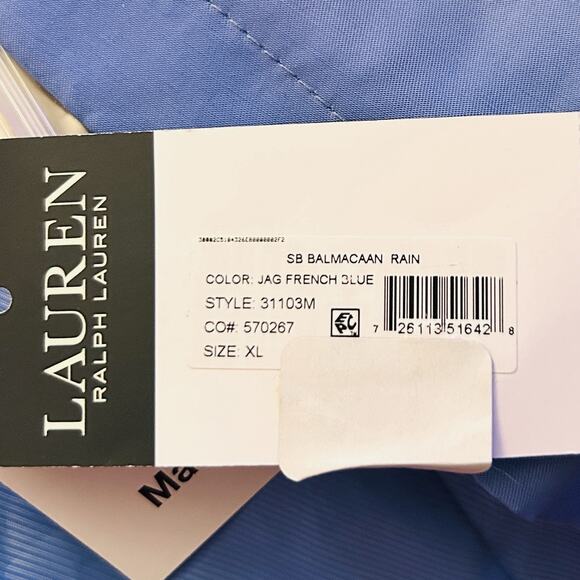 LAUREN
RALPH LAUREN
SB BALMACAAN RAIN
COLOR: JAG FRENCH BLUE
STYLE: 31103M
CO#: 570267
EPC
7 26113 51642 8
SIZE: XL
Ma